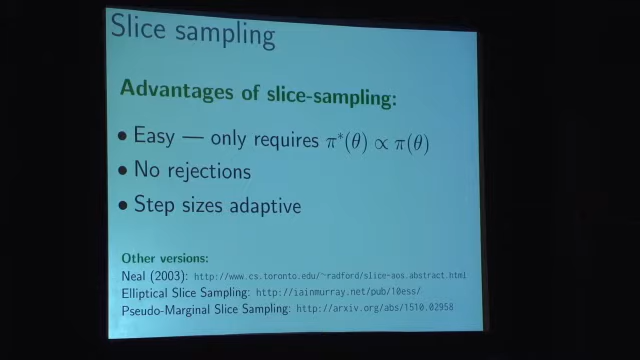 Slice sampling
Advantages of slice-sampling:
• Easy — only requires π*(θ) ∝ π(θ)
• No rejections
• Step sizes adaptive
Other versions:
Neal (2003): http://www.cs.toronto.edu/~radford/slice-aos.abstract.html
Elliptical Slice Sampling: http://iainmurray.net/pub/10ess/
Pseudo-Marginal Slice Sampling: http://arxiv.org/abs/1510.02958